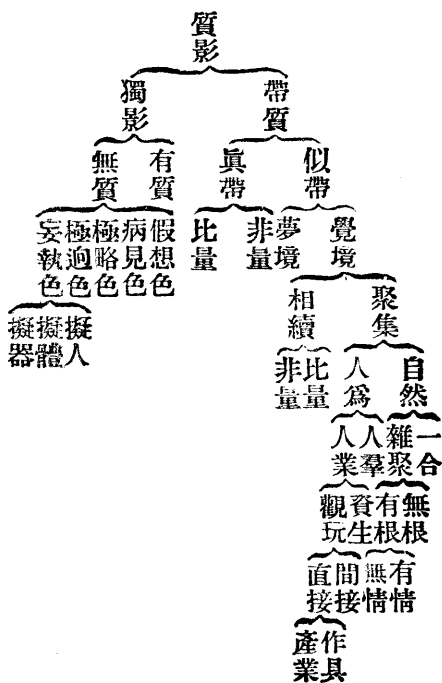 質影
帶質
獨影
似帶
眞帶
有質
無質
覺境
夢境
非量
比量
假想色
病見色
極略色
極逈色
妄執色
聚集
相續
擬人
擬體
擬器
自然
人爲
比量
非量
一合
雜聚
人羣
人業
無根
有根
資生
觀玩
有情
無情
間接
直接
作具
產業